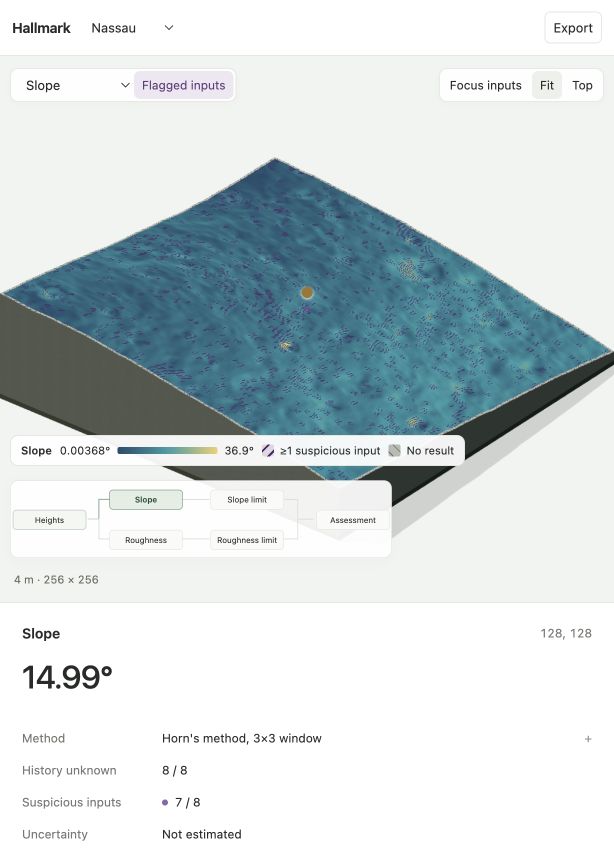 Hallmark Nassau Export
Slope Flagged inputs Focus inputs Fit Top
Slope 0.00368° 36.9° ≥1 suspicious input No result
Slope Slope limit
Heights Assessment
Roughness Roughness limit
4 m · 256 × 256
Slope 128, 128
14.99°
Method Horn's method, 3×3 window +
History unknown 8 / 8
Suspicious inputs 7 / 8
Uncertainty Not estimated